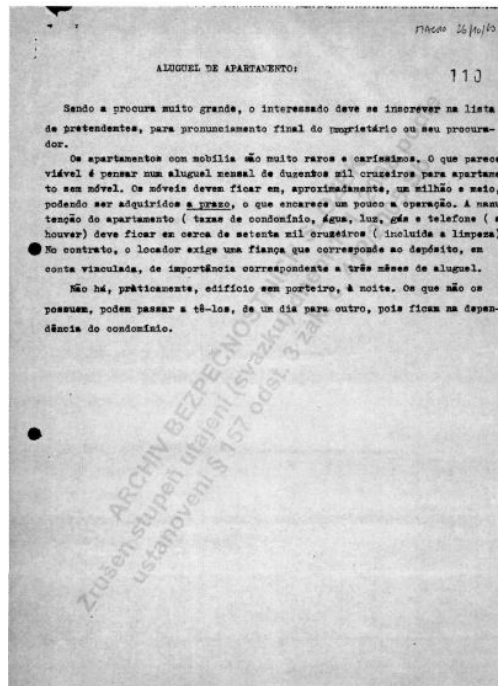 26/10/65
ALUGUEL DE APARTAMENTO:
110
Sendo a procura muito grande, o interessado deve se inscrever na lista
de pretendentes, para pronunciamento final do proprietário ou seu procura-
dor.
Os apartamentos com mobília são muito raros e caríssimos. O que parece
viável é pensar num aluguel mensal de duzentos mil cruzeiros para apartame
to sem móvel. Os móveis devem ficar em, aproximadamente, um milhão e meio,
podendo ser adquiridos a prazo, o que encarece um pouco a operação. A manu
tenção do apartamento ( taxas de condomínio, água, luz, gás e telefone (
houver) deve ficar em cerca de setenta mil cruzeiros ( incluida a limpeza)
No contrato, o locador exige uma fiança que corresponde ao depósito, em
conta vinculada, de importância correspondente a três mêses de aluguel.
Não há, pràticamente, edifício sem porteiro, à noite. Os que não os
possuem, podem passar a tê-los, de um dia para outro, pois ficam na depen-
dência do condomínio.
ARCHIV BEZPEČNOSTNÍCH
Zrušen stupeň utajení (svazku)
ustanovení § 157 odst. 3 zák.